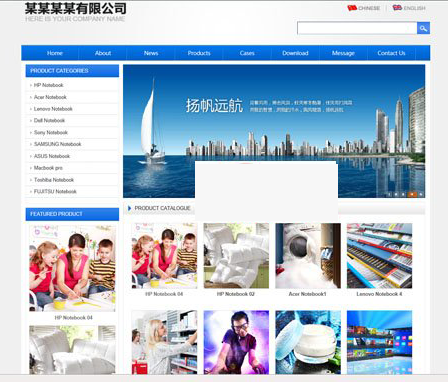 某某某某有限公司
HERE IS YOUR COMPANY NAME
CHINESE
ENGLISH
Home
About
News
Products
Cases
Download
Message
Contact Us
PRODUCT CATEGORIES
HP Notebook
Acer Notebook
Lenovo Notebook
Dell Notebook
Sony Notebook
SAMSUNG Notebook
ASUS Notebook
Macbook pro
Toshiba Notebook
FUJITSU Notebook
扬帆远航
FEATURED PRODUCT
HP Notebook 04
PRODUCT CATALOGUE
HP Notebook 04
HP Notebook 02
Acer Notebook1
Lenovo Notebook 4